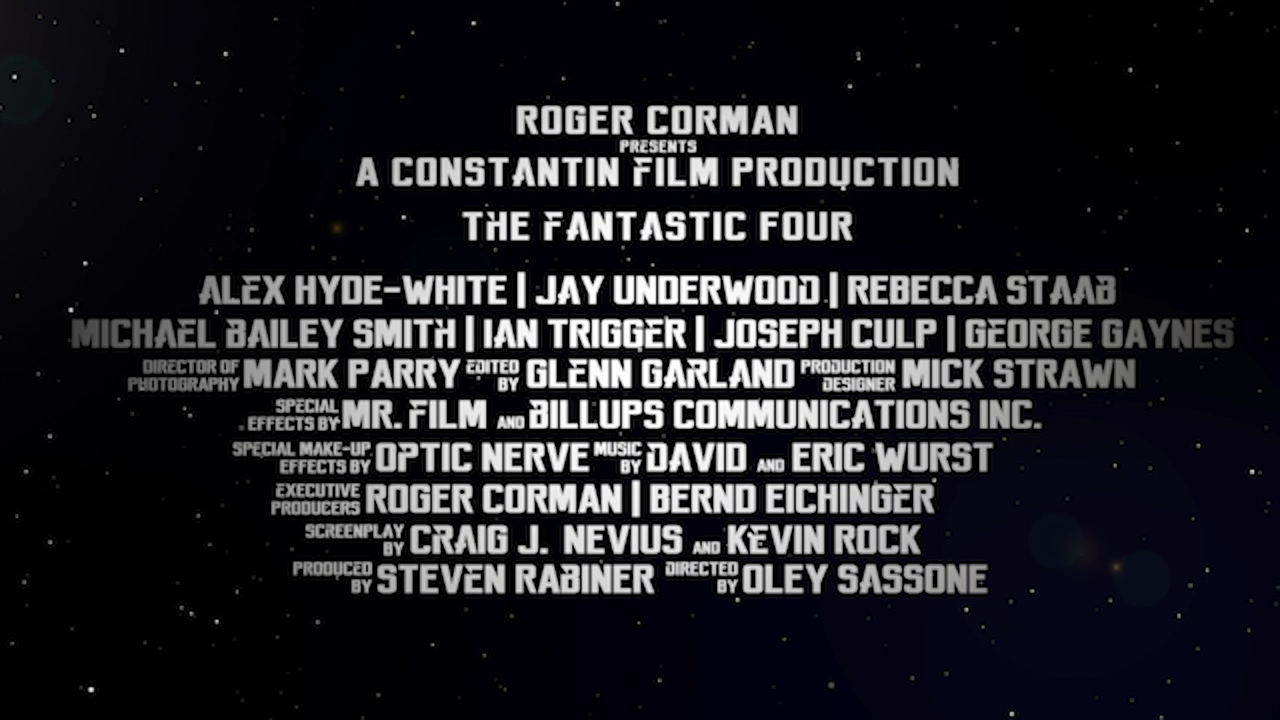 ROGER CORMAN
PRESENTS
A CONSTANTIN FILM PRODUCTION
THE FANTASTIC FOUR
ALEX HYDE-WHITE | JAY UNDERWOOD | REBECCA STAAB
MICHAEL BAILEY SMITH | IAN TRIGGER | JOSEPH CULP | GEORGE GAYNES
DIRECTOR OF PHOTOGRAPHY MARK PARRY EDITED BY GLENN GARLAND PRODUCTION DESIGNER MICK STRAWN
SPECIAL EFFECTS BY MR. FILM AND BILLUPS COMMUNICATIONS INC.
SPECIAL MAKE-UP EFFECTS BY OPTIC NERVE MUSIC BY DAVID AND ERIC WURST
EXECUTIVE PRODUCERS ROGER CORMAN | BERND EICHINGER
SCREENPLAY BY CRAIG J. NEVIUS AND KEVIN ROCK
PRODUCED BY STEVEN RABINER DIRECTED BY OLEY SASSONE